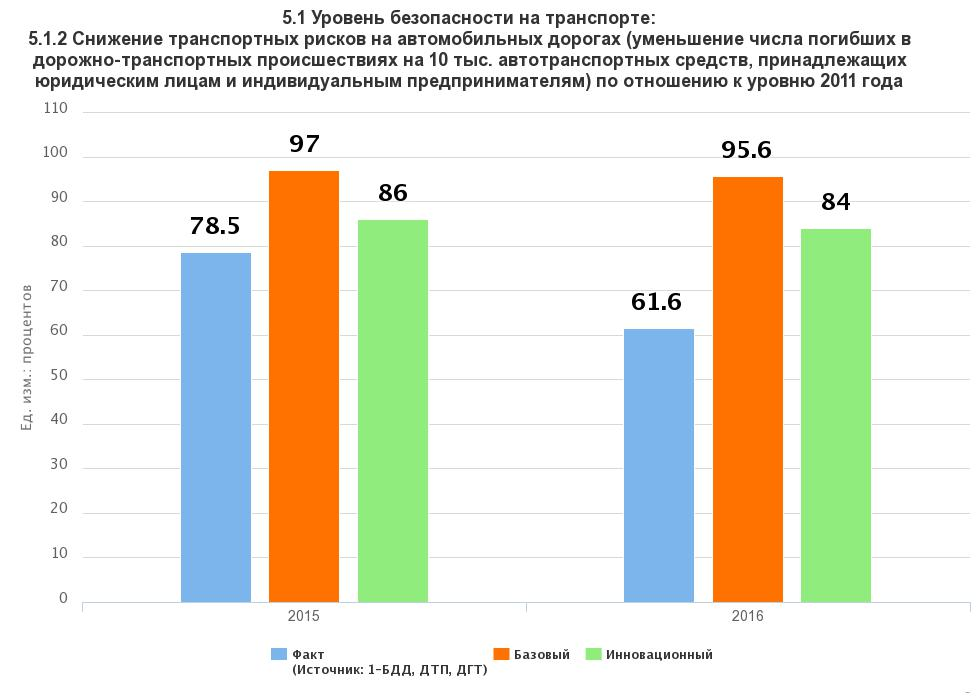 5.1 Уровень безопасности на транспорте:
5.1.2 Снижение транспортных рисков на автомобильных дорогах (уменьшение числа погибших в
дорожно-транспортных происшествиях на 10 тыс. автотранспортных средств, принадлежащих
юридическим лицам и индивидуальным предпринимателям) по отношению к уровню 2011 года
110
100
90
80
70
60
50
40
30
20
10
0
Ед. изм.: процентов
78.5
97
86
61.6
95.6
84
2015
2016
Факт
(Источник: 1-БДД, ДТП, ДГТ)
Базовый
Инновационный